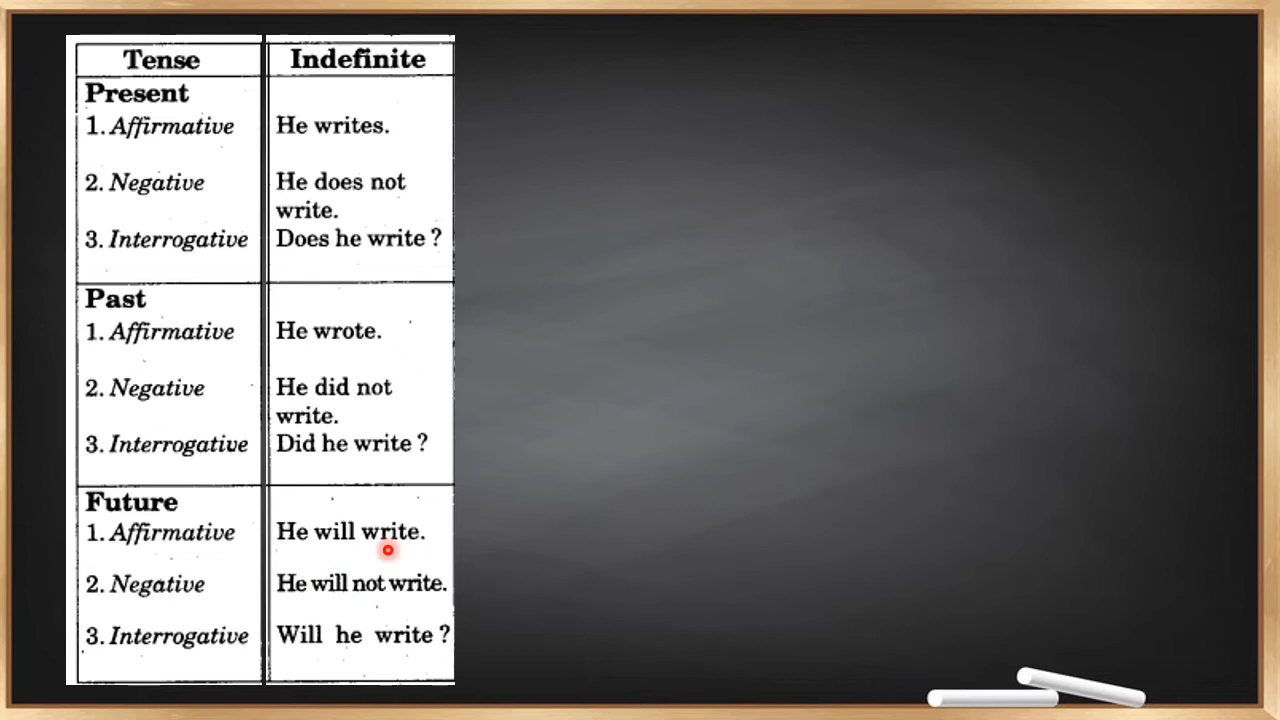 Tense Indefinite
Present
1. Affirmative He writes.
2. Negative He does not
write.
3. Interrogative Does he write ?
Past
1. Affirmative He wrote.
2. Negative He did not
write.
3. Interrogative Did he write ?
Future
1. Affirmative He will write.
2. Negative He will not write.
3. Interrogative Will he write ?